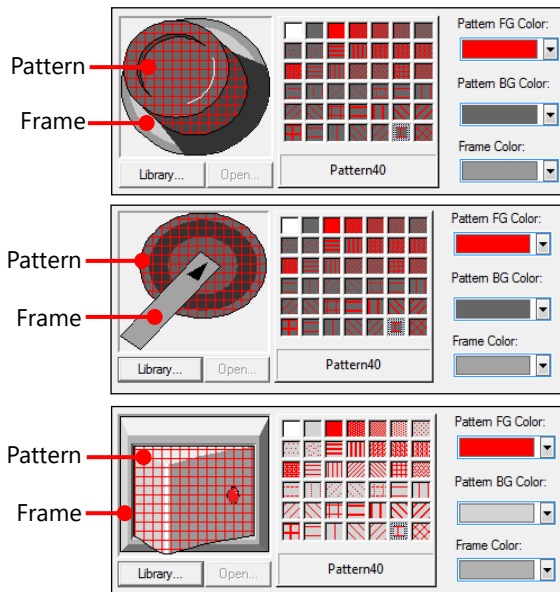 Pattern
Frame
Library...
Open...
Pattern40
Pattern FG Color:
Pattern BG Color:
Frame Color:
Pattern
Frame
Library...
Open...
Pattern40
Pattern FG Color:
Pattern BG Color:
Frame Color:
Pattern
Frame
Library...
Open...
Pattern40
Pattern FG Color:
Pattern BG Color:
Frame Color: